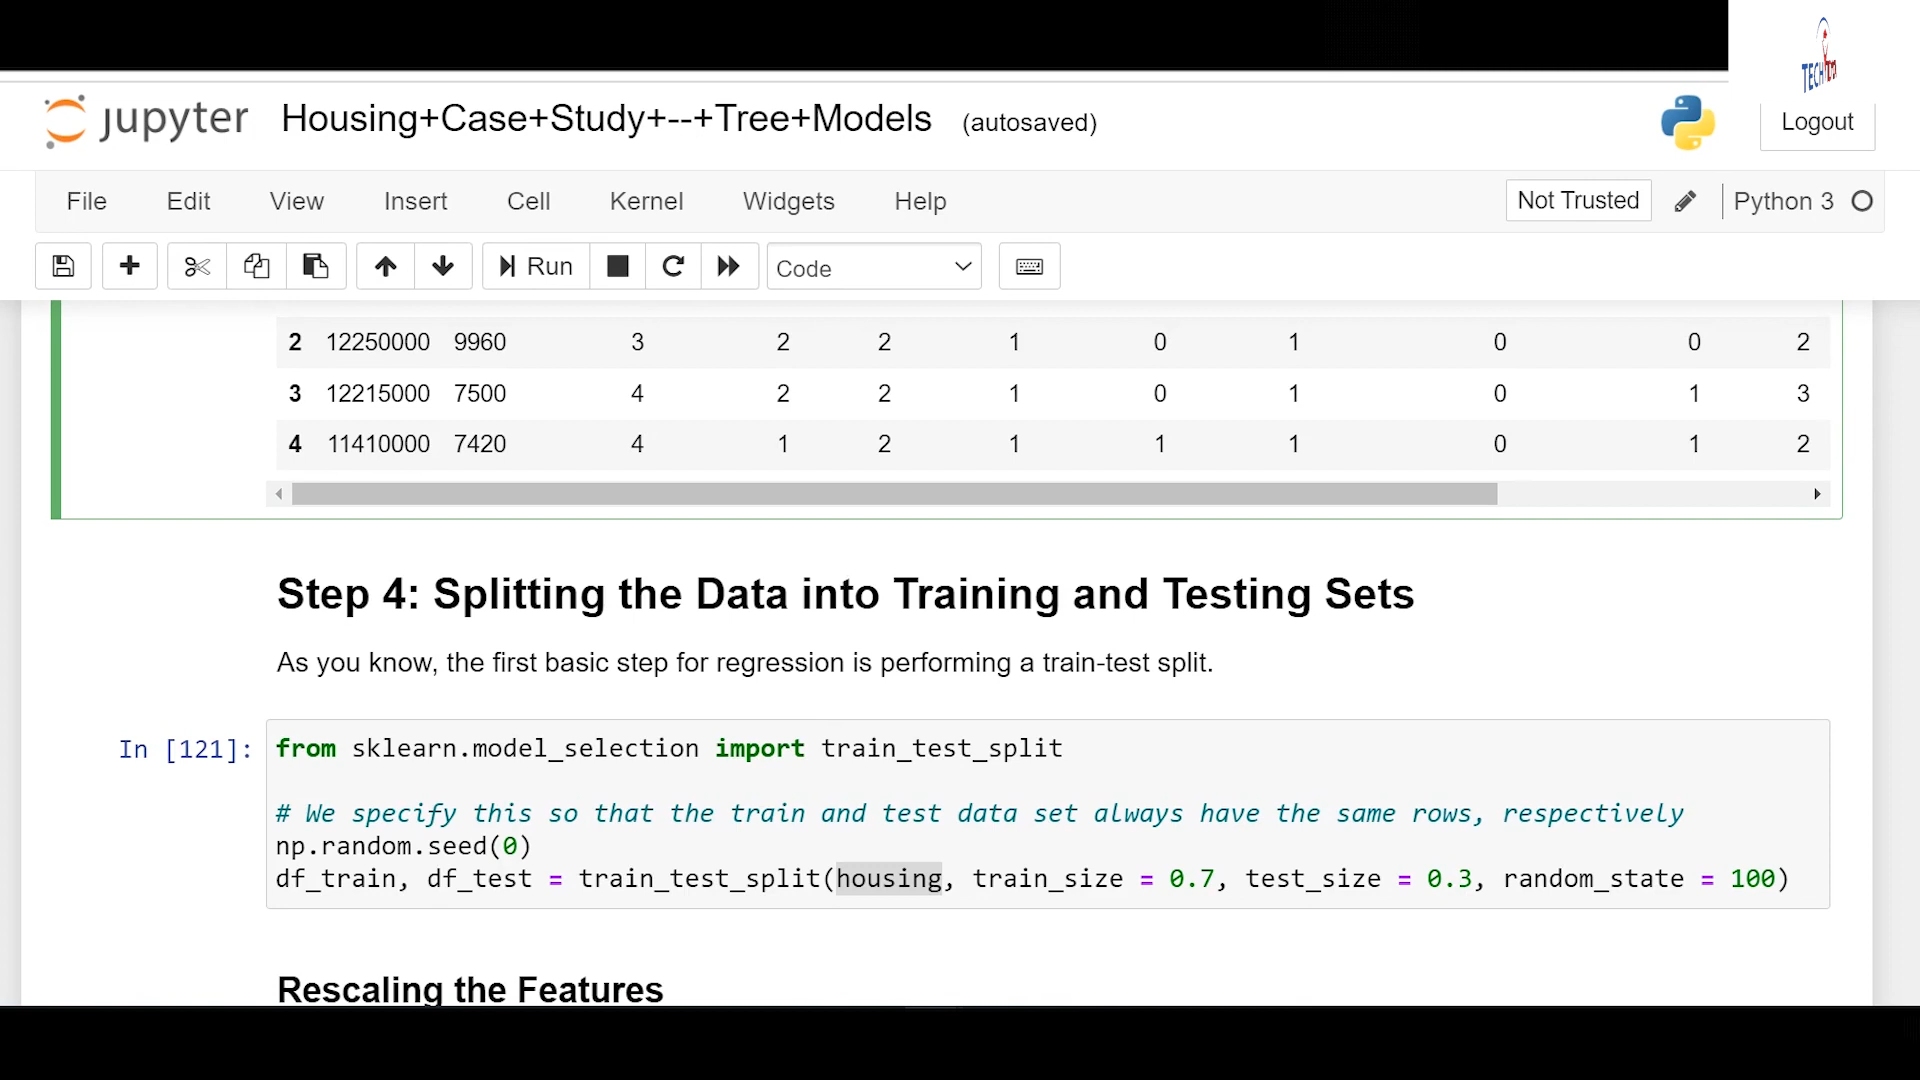 TECH
jupyter Housing+Case+Study+--+Tree+Models (autosaved) Logout
File Edit View Insert Cell Kernel Widgets Help Not Trusted Python 3
Run Code
2 12250000 9960 3 2 2 1 0 1 0 0 2
3 12215000 7500 4 2 2 1 0 1 0 1 3
4 11410000 7420 4 1 2 1 1 1 0 1 2
Step 4: Splitting the Data into Training and Testing Sets
As you know, the first basic step for regression is performing a train-test split.
In [121]: from sklearn.model_selection import train_test_split
# We specify this so that the train and test data set always have the same rows, respectively
np.random.seed(0)
df_train, df_test = train_test_split(housing, train_size = 0.7, test_size = 0.3, random_state = 100)
Rescaling the Features